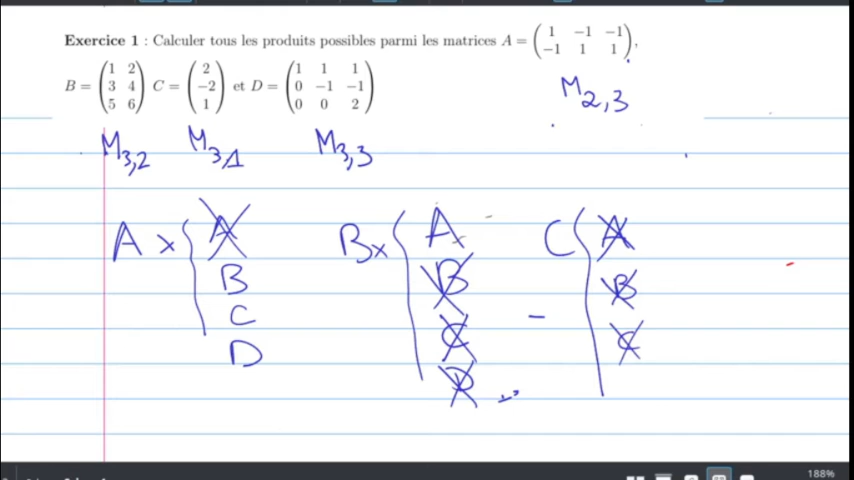 Exercice 1 : Calculer tous les produits possibles parmi les matrices A = ( 1 −1 −1
−1 1 1 ),
B = ( 1 2
3 4
5 6 ) C = ( 2
−2
1 ) et D = ( 1 1 1
0 −1 −1
0 0 2 )
M2,3
M3,2 M3,1 M3,3
A x { A B x { A C { A
B B B
C C C
D D
188%